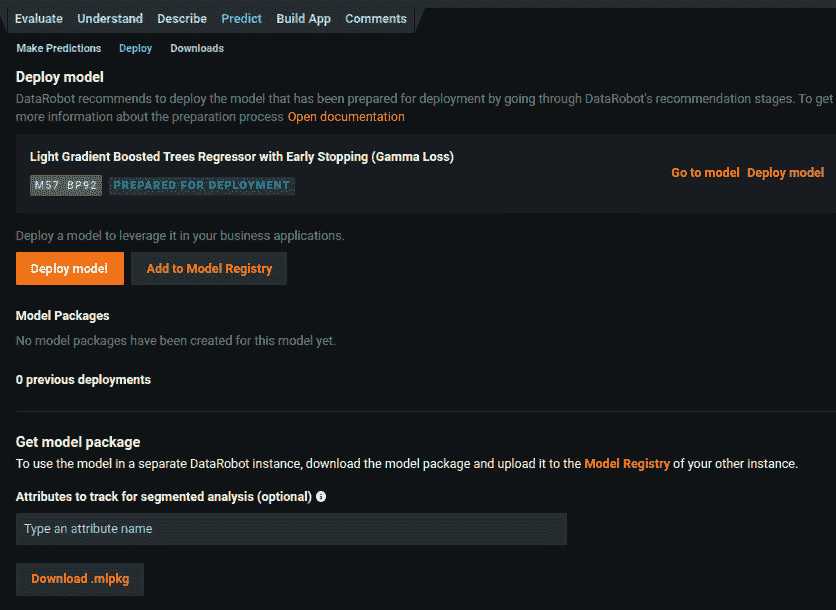 Evaluate Understand Describe Predict Build App Comments
Make Predictions Deploy Downloads
Deploy model
DataRobot recommends to deploy the model that has been prepared for deployment by going through DataRobot's recommendation stages. To get
more information about the preparation process Open documentation
Light Gradient Boosted Trees Regressor with Early Stopping (Gamma Loss)
M57 BP92 PREPARED FOR DEPLOYMENT
Go to model Deploy model
Deploy a model to leverage it in your business applications.
Deploy model Add to Model Registry
Model Packages
No model packages have been created for this model yet.
0 previous deployments
Get model package
To use the model in a separate DataRobot instance, download the model package and upload it to the Model Registry of your other instance.
Attributes to track for segmented analysis (optional)
Type an attribute name
Download .mlpkg